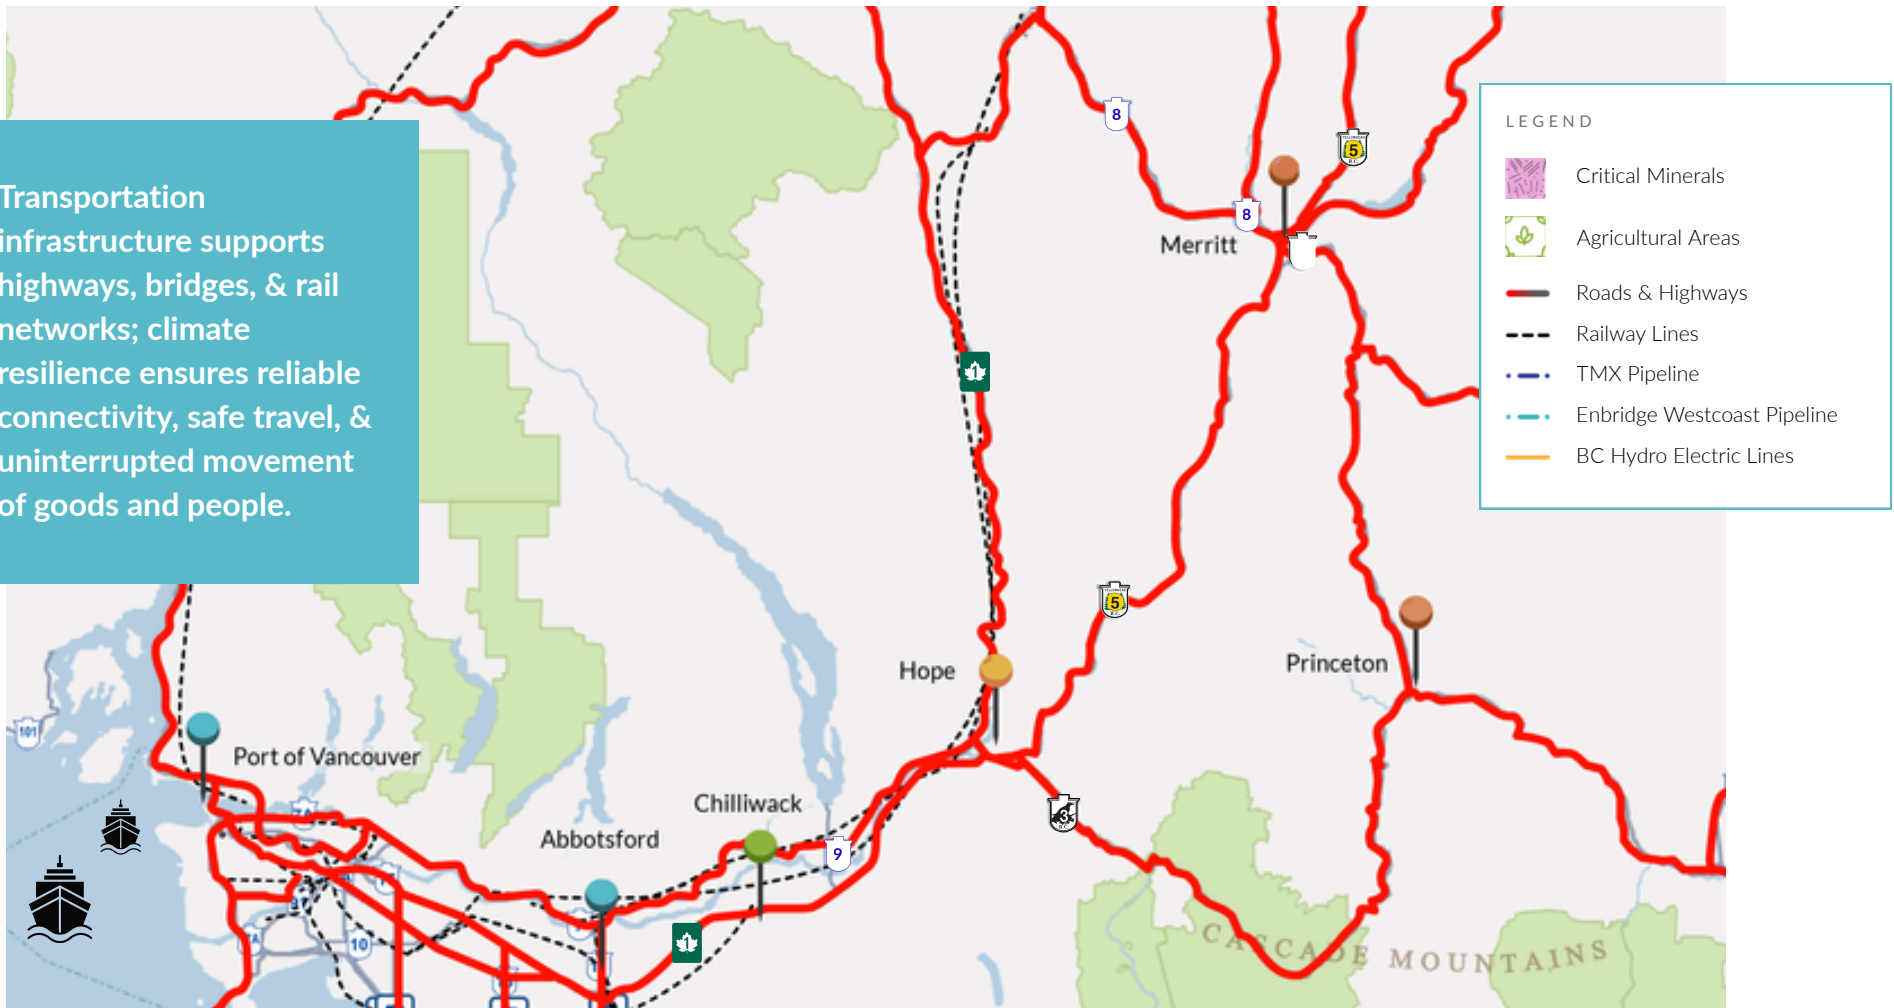 Transportation
infrastructure supports
highways, bridges, & rail
networks; climate
resilience ensures reliable
connectivity, safe travel, &
uninterrupted movement
of goods and people.
LEGEND
Critical Minerals
Agricultural Areas
Roads & Highways
Railway Lines
TMX Pipeline
Enbridge Westcoast Pipeline
BC Hydro Electric Lines
8
5
8
Merritt
1
5
Hope
Princeton
101
Port of Vancouver
Chilliwack
3
Abbotsford
9
1
10
CASCADE MOUNTAINS